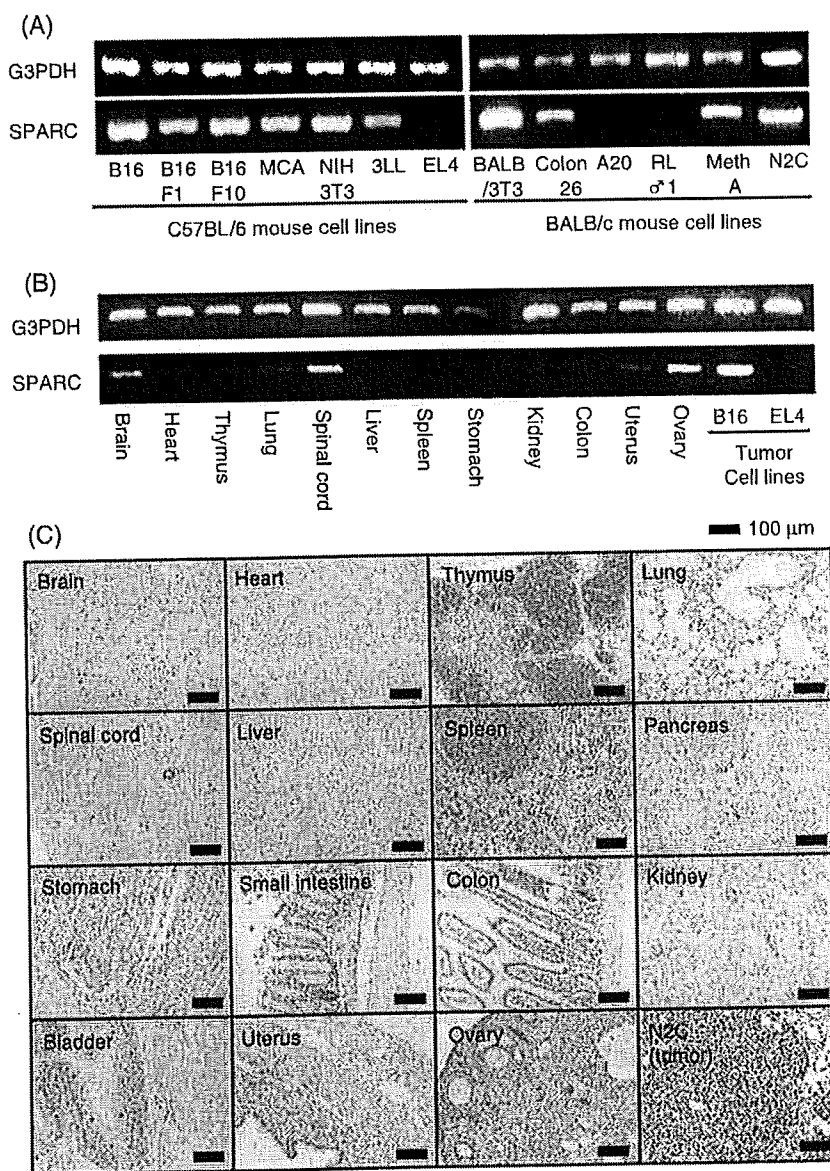 (A)
G3PDH
SPARC
B16 B16 F1 B16 F10 MCA NIH 3T3 3LL EL4 BALB /3T3 Colon 26 A20 RL ♂1 Meth A N2C
C57BL/6 mouse cell lines BALB/c mouse cell lines
(B)
G3PDH
SPARC
Brain Heart Thymus Lung Spinal cord Liver Spleen Stomach Kidney Colon Uterus Ovary B16 EL4
Tumor
Cell lines
100 µm
(C)
Brain Heart Thymus Lung
Spinal cord Liver Spleen Pancreas
Stomach Small intestine Colon Kidney
Bladder Uterus Ovary N2C
(tumor)